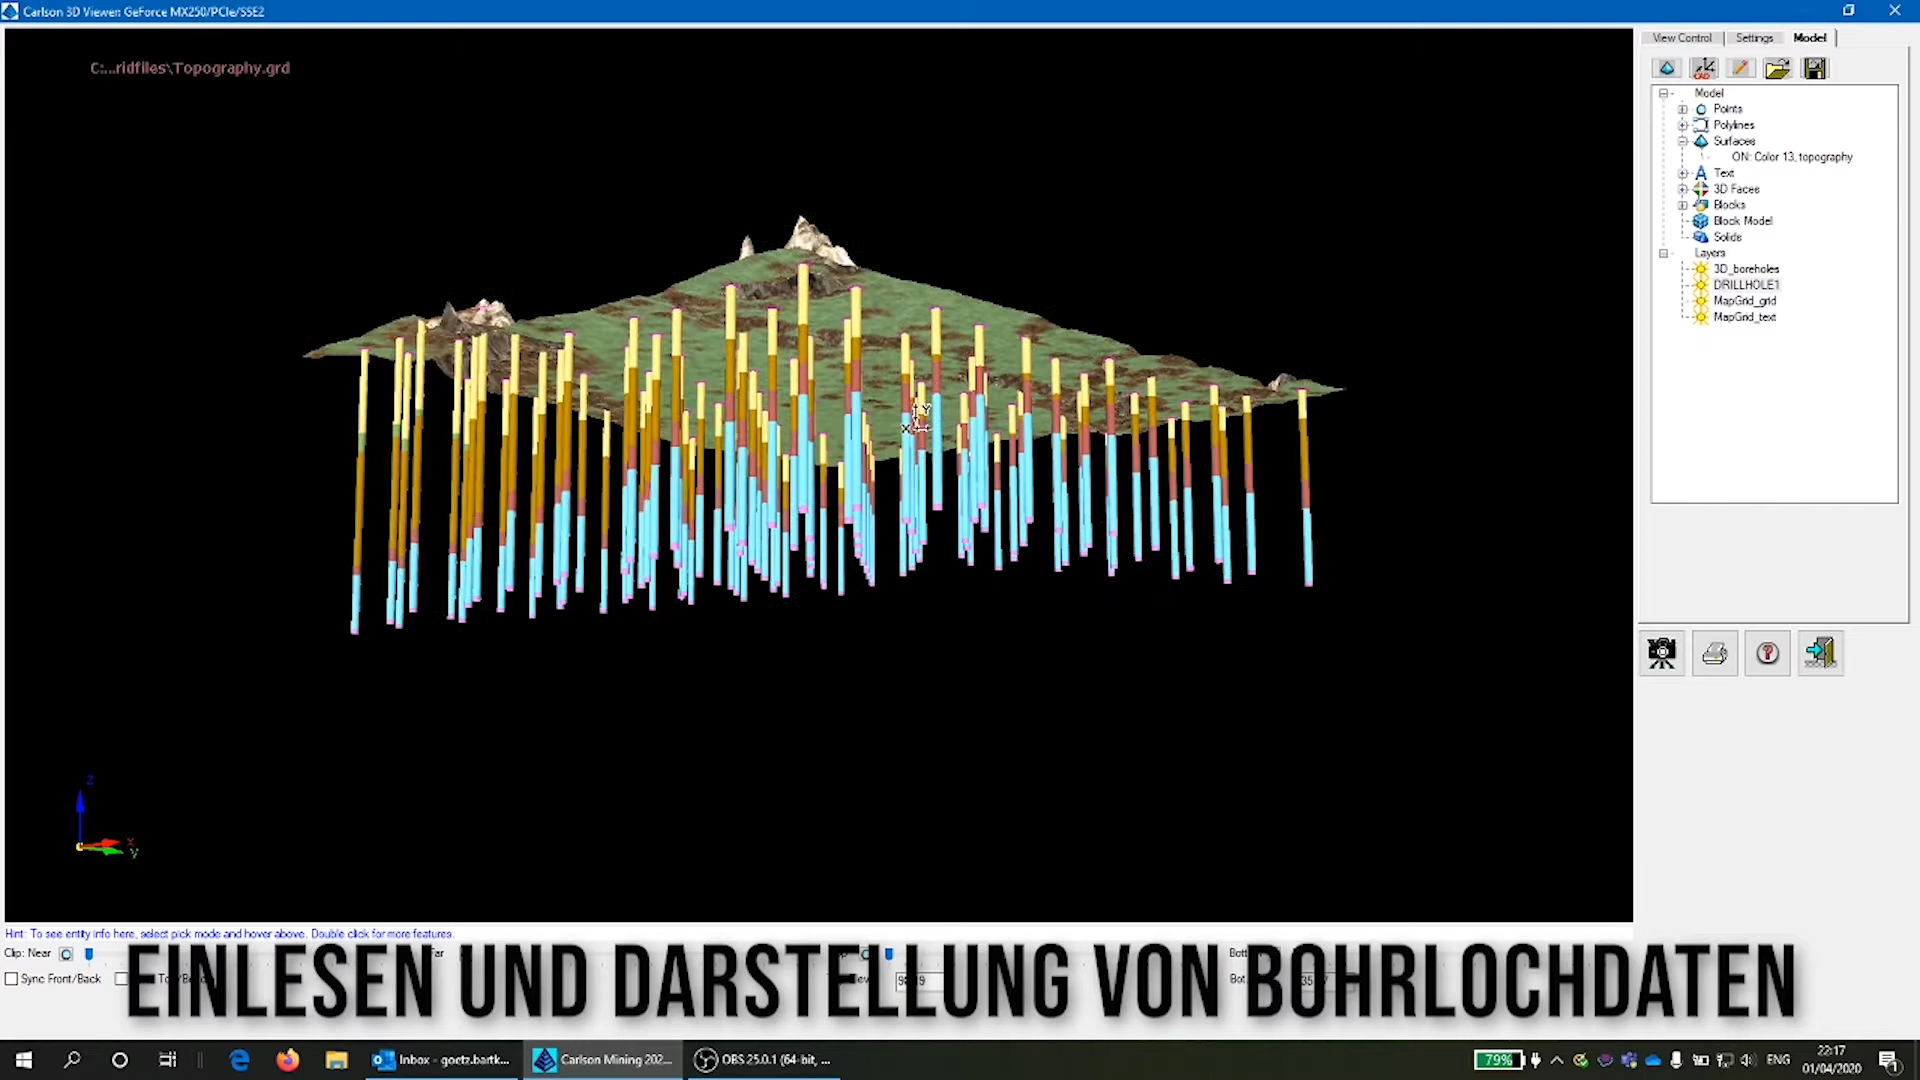 Carlson 3D Viewer: GeForce MX250/PCIe/SSE2
C:...ridfiles\Topography.grd
View Control
Settings
Model
CAD
Model
Points
Polylines
Surfaces
ON: Color 13, topography
Text
3D Faces
Blocks
Block Model
Solids
Layers
3D_boreholes
DRILLHOLE1
MapGrid_grid
MapGrid_text
Y
X
Z
X
Y
Hint: To see entity info here, select pick mode and hover above. Double click for more features.
Clip: Near
Sync Front/Back
EINLESEN UND DARSTELLUNG VON BOHRLOCHDATEN
Inbox - goetz.bartk...
Carlson Mining 202...
OBS 25.0.1 (64-bit, ...
79%
ENG
22:17
01/04/2020
1